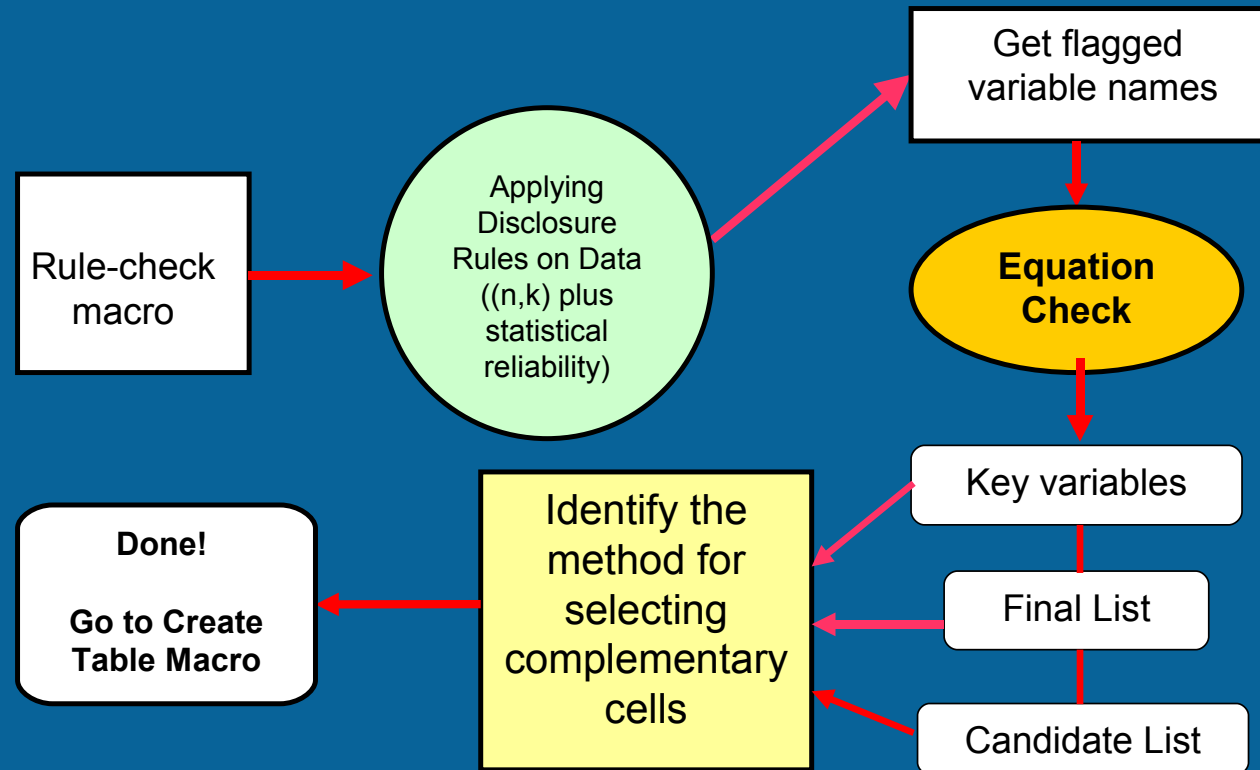 Rule-check
macro
Applying
Disclosure
Rules on Data
((n,k) plus
statistical
reliability)
Get flagged
variable names
Equation
Check
Key variables
Final List
Candidate List
Identify the
method for
selecting
complementary
cells
Done!
Go to Create
Table Macro